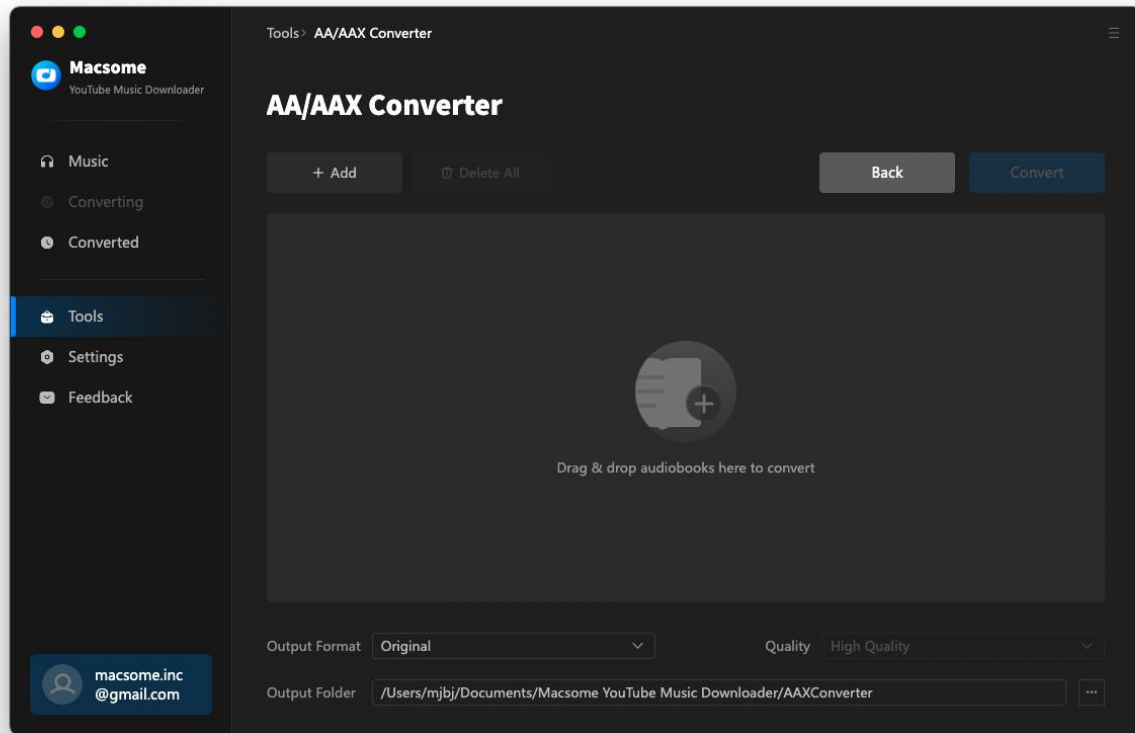 Macsome
YouTube Music Downloader
Music
Converting
Converted
Tools
Settings
Feedback
macsome.inc
@gmail.com
Tools› AA/AAX Converter
AA/AAX Converter
+ Add
Delete All
Back
Convert
Drag & drop audiobooks here to convert
Output Format Original
Quality High Quality
Output Folder /Users/mjbj/Documents/Macsome YouTube Music Downloader/AAXConverter